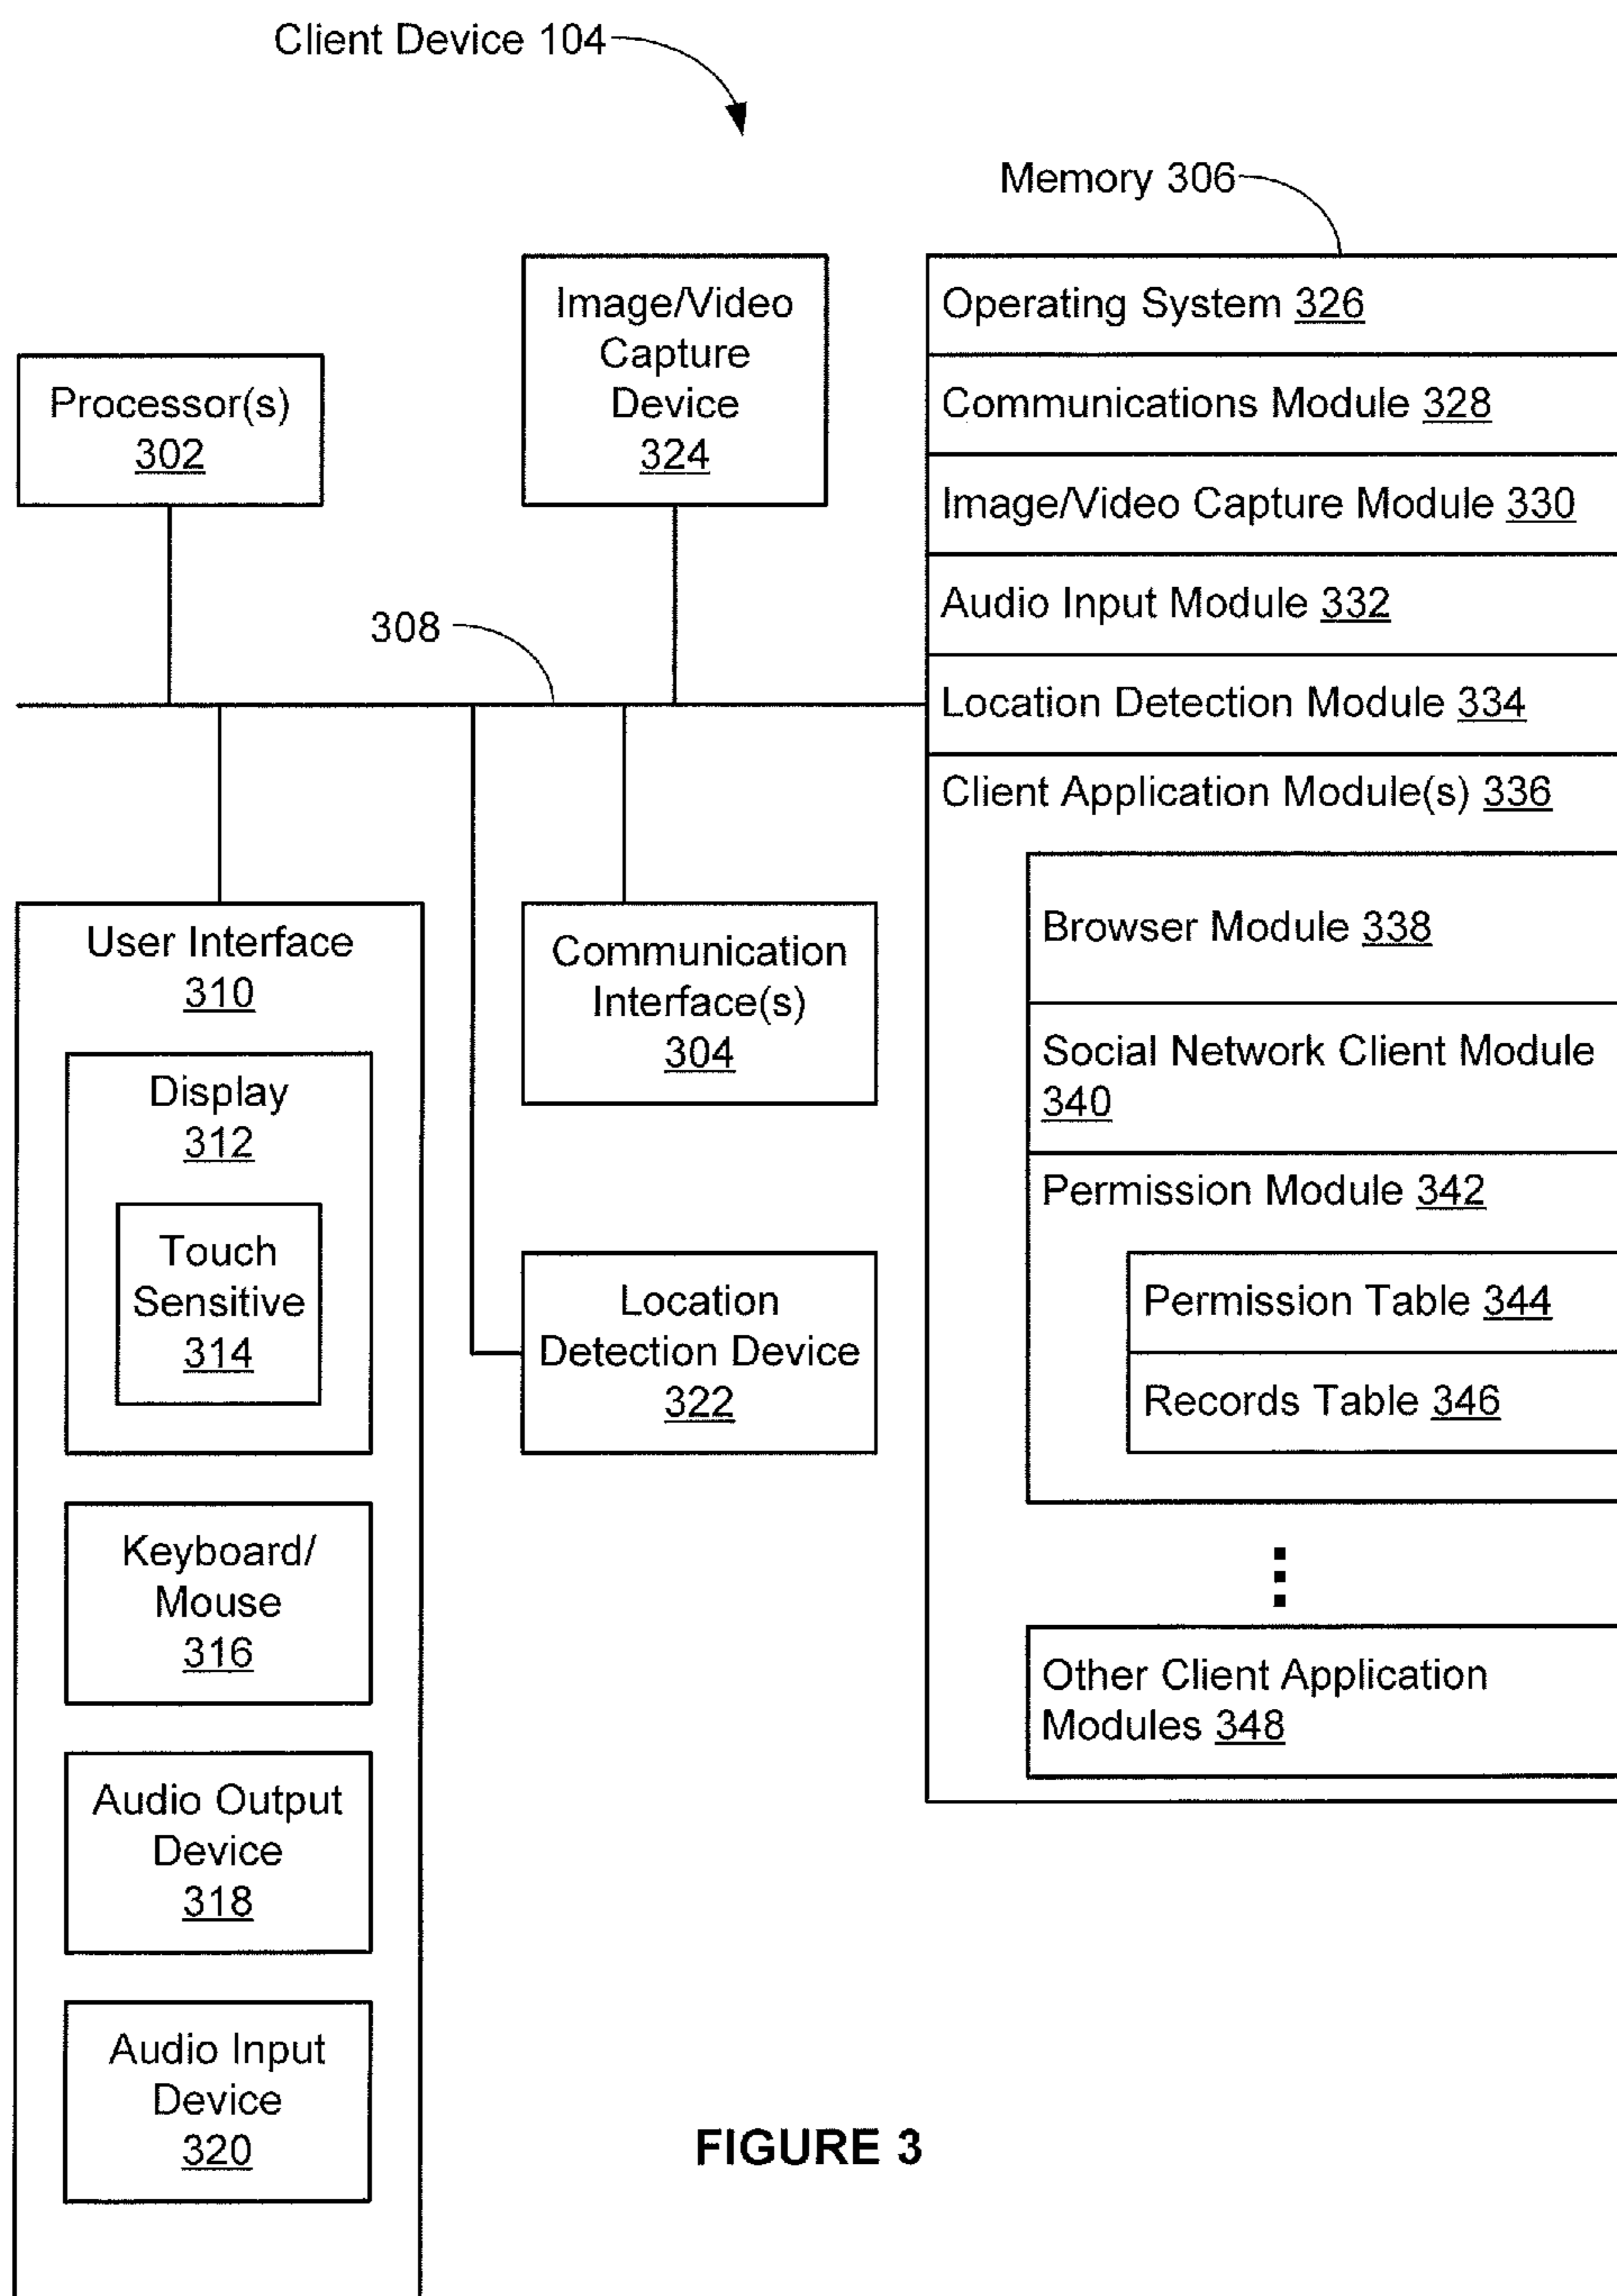 Client Device 104
Memory 306
Processor(s)
302
Image/Video
Capture
Device
324
308
User Interface
310
Display
312
Touch
Sensitive
314
Keyboard/
Mouse
316
Audio Output
Device
318
Audio Input
Device
320
Communication
Interface(s)
304
Location
Detection Device
322
Operating System 326
Communications Module 328
Image/Video Capture Module 330
Audio Input Module 332
Location Detection Module 334
Client Application Module(s) 336
Browser Module 338
Social Network Client Module
340
Permission Module 342
Permission Table 344
Records Table 346
Other Client Application
Modules 348
FIGURE 3